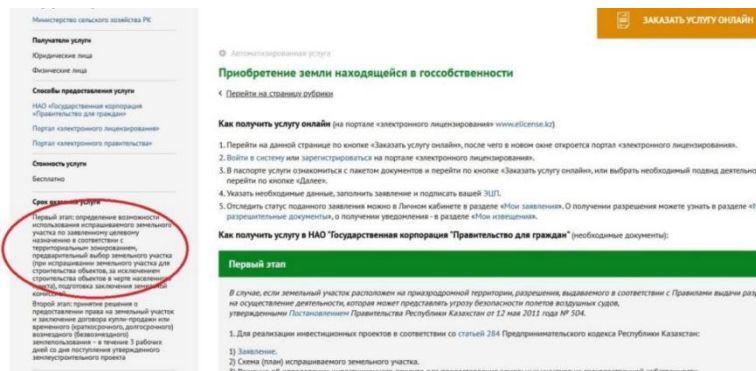 Министерство сельского хозяйства РК
Получатели услуги
Юридические лица
Физические лица
Способы предоставления услуги
НАО «Государственная корпорация
«Правительство для граждан»
Портал «электронного лицензирования»
Портал «электронного правительства»
Стоимость услуги
Бесплатно
Срок оказания услуги
Первый этап: определение возможности
использования испрашиваемого земельного
участка по заявленному целевому
назначению в соответствии с
территориальным зонированием,
предварительный выбор земельного участка
(при испрашивании земельного участка для
строительства объектов, за исключением
строительства объектов в черте населенного
пункта), подготовка заключения земельной
комиссии
Второй этап: принятие решения о
предоставлении права на земельный участок
и заключение договора купли-продажи или
временного (краткосрочного, долгосрочного)
возмездного (безвозмездного)
землепользования – в течение 3 рабочих
дней со дня поступления утвержденного
землеустроительного проекта
ЗАКАЗАТЬ УСЛУГУ ОНЛАЙН
Автоматизированная услуга
Приобретение земли находящейся в госсобственности
Перейти на страницу рубрики
Как получить услугу онлайн (на портале «электронного лицензирования» www.elicense.kz)
1. Перейти на данной странице по кнопке «Заказать услугу онлайн», после чего в новом окне откроется портал «электронного лицензирования».
2. Войти в систему или зарегистрироваться на портале «электронного лицензирования».
3. В паспорте услуги ознакомиться с пакетом документов и перейти по кнопке «Заказать услугу онлайн», или выбрать необходимый подвид деятельно
перейти по кнопке «Далее».
4. Указать необходимые данные, заполнить заявление и подписать вашей ЭЦП.
5. Отследить статус поданного заявления можно в Личном кабинете в разделе «Мои заявления». О получении разрешения можете узнать в разделе «М
разрешительные документы», о получении уведомления - в разделе «Мои извещения».
Как получить услугу в НАО "Государственная корпорация "Правительство для граждан" (необходимые документы):
Первый этап
В случае, если земельный участок расположен на приаэродромной территории, разрешения, выдаваемого в соответствии с Правилами выдачи разр
на осуществление деятельности, которая может представлять угрозу безопасности полетов воздушных судов,
утвержденными Постановлением Правительства Республики Казахстан от 12 мая 2011 года № 504.
1. Для реализации инвестиционных проектов в соответствии со статьей 284 Предпринимательского кодекса Республики Казахстан:
1) Заявление.
2) Схема (план) испрашиваемого земельного участка.